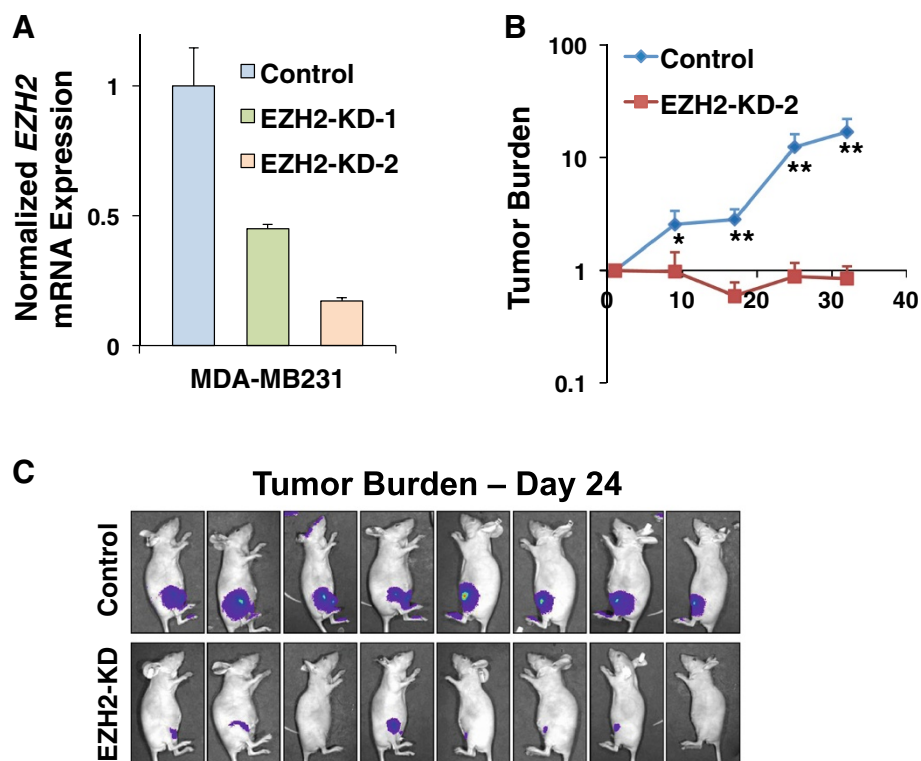 A
Normalized EZH2
mRNA Expression
1
0.5
0
Control
EZH2-KD-1
EZH2-KD-2
MDA-MB231
B
Tumor Burden
100
10
1
0.1
Control
EZH2-KD-2
*
**
**
**
0 10 20 30 40
C
Tumor Burden – Day 24
Control
EZH2-KD